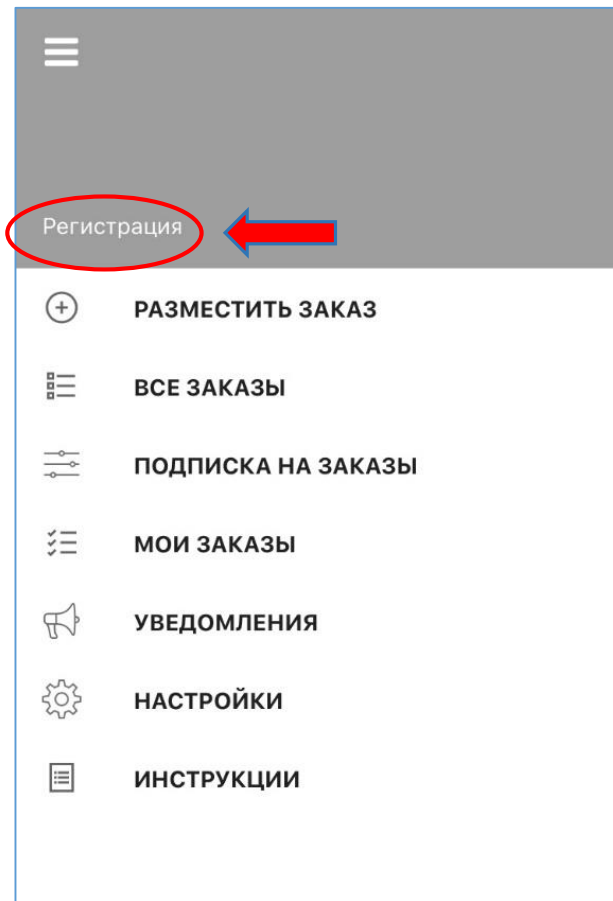 Регистрация
РАЗМЕСТИТЬ ЗАКАЗ
ВСЕ ЗАКАЗЫ
ПОДПИСКА НА ЗАКАЗЫ
МОИ ЗАКАЗЫ
УВЕДОМЛЕНИЯ
НАСТРОЙКИ
ИНСТРУКЦИИ